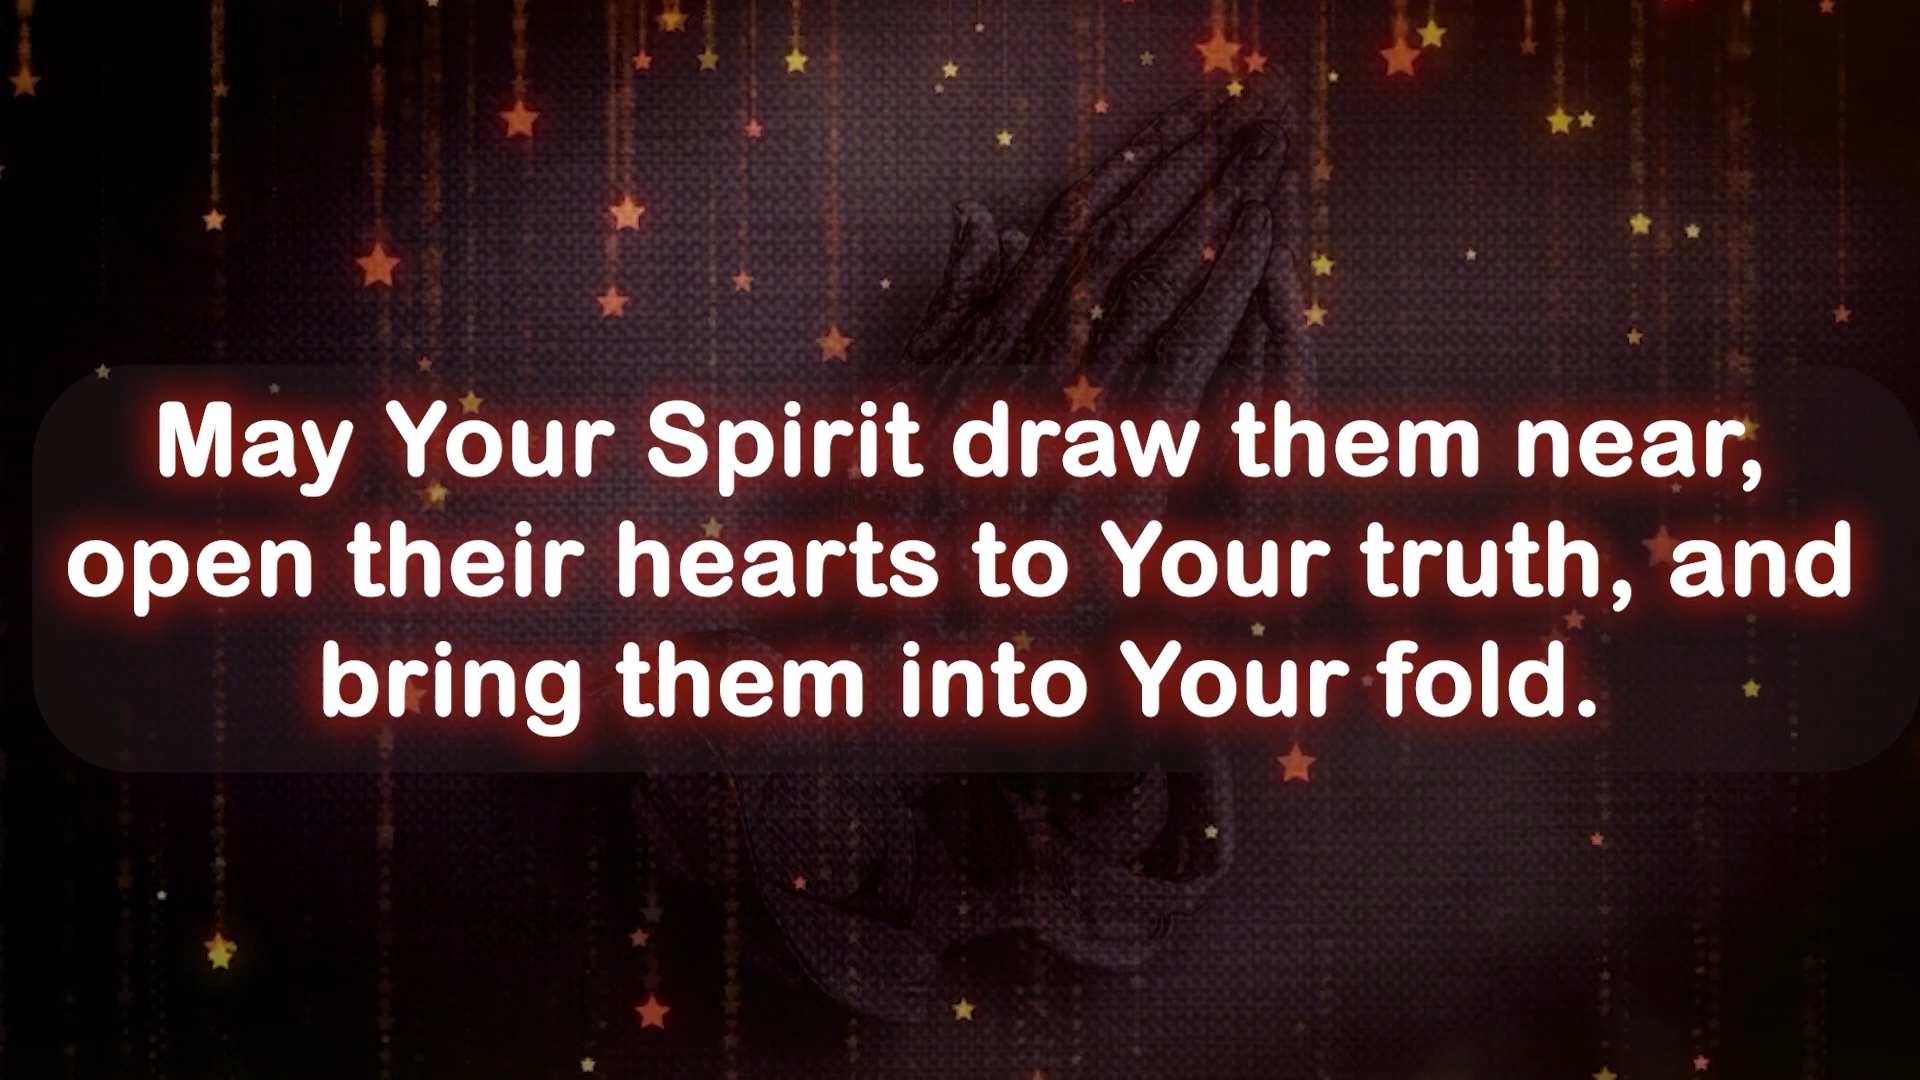 May Your Spirit draw them near,
open their hearts to Your truth, and
bring them into Your fold.